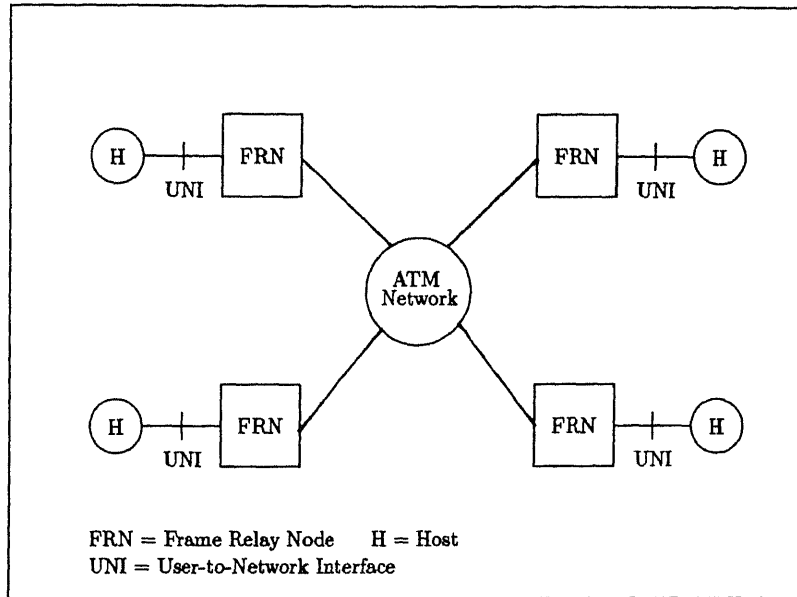 H
FRN
UNI
FRN
H
UNI
ATM
Network
H
FRN
UNI
FRN
H
UNI
FRN = Frame Relay Node H = Host
UNI = User-to-Network Interface